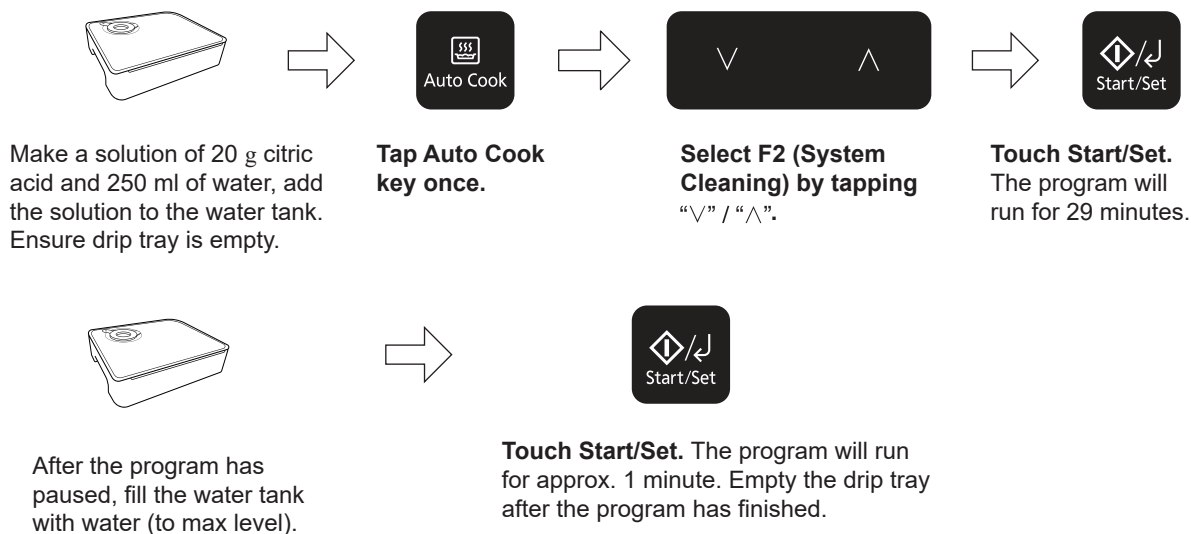 Auto Cook
Start/Set
Make a solution of 20 g citric
acid and 250 ml of water, add
the solution to the water tank.
Ensure drip tray is empty.
Tap Auto Cook
key once.
Select F2 (System
Cleaning) by tapping
“∨” / “∧”.
Touch Start/Set.
The program will
run for 29 minutes.
Start/Set
After the program has
paused, fill the water tank
with water (to max level).
Touch Start/Set. The program will run
for approx. 1 minute. Empty the drip tray
after the program has finished.